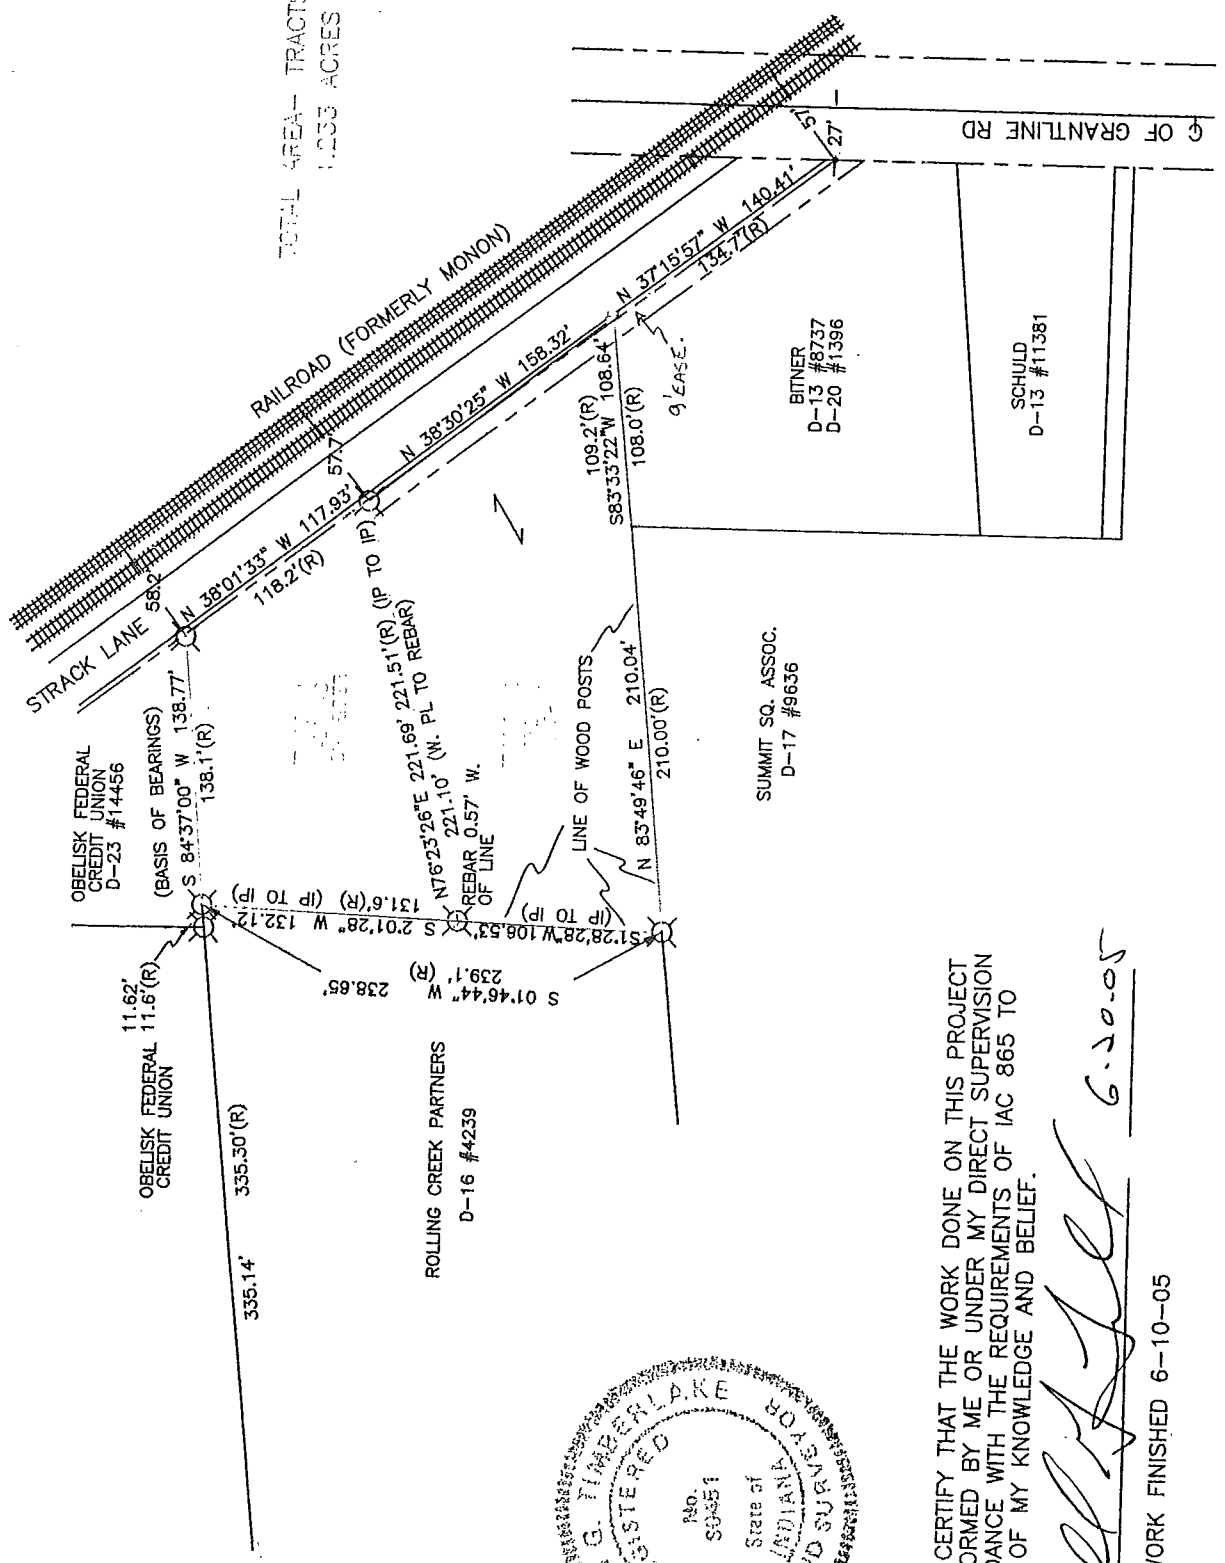 TOTAL AREA- TRACTS
1.233 ACRES
RAILROAD (FORMERLY MONON)
STRACK LANE
58.2'
N 38°01'33" W 117.93'
118.2'(R)
57.7'
N 38°30'25" W 158.32'
N 37°15'57" W 140.41'
134.7'(R)
57'
27'
℄ OF GRANTLINE RD
9' EASE.
OBELISK FEDERAL
CREDIT UNION
D-23 #14456
(BASIS OF BEARINGS)
S 84°37'00" W 138.77'
138.1'(R)
N76°23'26"E 221.69' 221.51'(R) (IP TO IP)
221.10' (W. PL TO REBAR)
REBAR 0.57' W.
OF LINE
LINE OF WOOD POSTS
109.2'(R)
S83°33'22"W 108.64'
108.0'(R)
N 83°49'46" E 210.04'
210.00'(R)
BITNER
D-13 #8737
D-20 #1396
SCHULD
D-13 #11381
SUMMIT SQ. ASSOC.
D-17 #9636
S 2°01'28" W 132.12'
131.6'(R) (IP TO IP)
S1°28'28"W 106.53'
(IP TO IP)
S 01°46'44" W 238.65'
239.1' (R)
11.62'
11.6'(R)
OBELISK FEDERAL
CREDIT UNION
335.30'(R)
335.14'
ROLLING CREEK PARTNERS
D-16 #4239
G. TIMBERLAKE
REGISTERED
No.
S0451
State of
INDIANA
SURVEYOR
CERTIFY THAT THE WORK DONE ON THIS PROJECT
ORMED BY ME OR UNDER MY DIRECT SUPERVISION
DANCE WITH THE REQUIREMENTS OF IAC 865 TO
OF MY KNOWLEDGE AND BELIEF.
6-20-05
WORK FINISHED 6-10-05